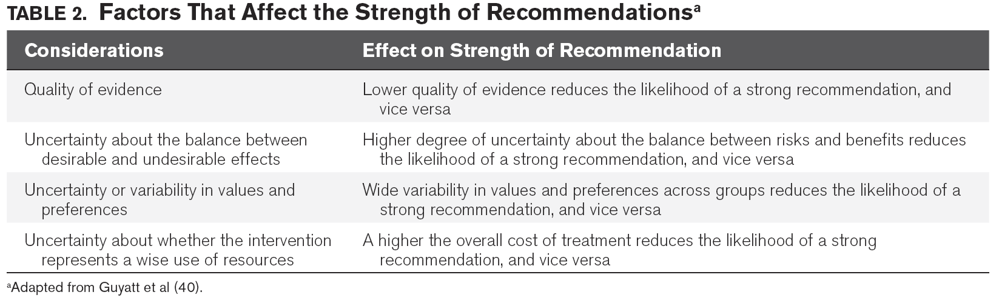 TABLE 2. Factors That Affect the Strength of Recommendationsᵃ
Considerations Effect on Strength of Recommendation
Quality of evidence Lower quality of evidence reduces the likelihood of a strong recommendation, and
vice versa
Uncertainty about the balance between Higher degree of uncertainty about the balance between risks and benefits reduces
desirable and undesirable effects the likelihood of a strong recommendation, and vice versa
Uncertainty or variability in values and Wide variability in values and preferences across groups reduces the likelihood of a
preferences strong recommendation, and vice versa
Uncertainty about whether the intervention A higher the overall cost of treatment reduces the likelihood of a strong
represents a wise use of resources recommendation, and vice versa
ᵃAdapted from Guyatt et al (40).